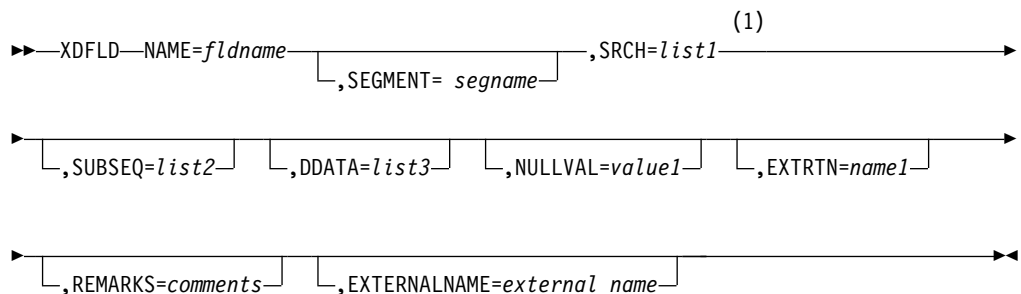 (1)
XDFLD NAME=fldname ,SRCH=list1
,SEGMENT= segname
,SUBSEQ=list2 ,DDATA=list3 ,NULLVAL=value1 ,EXTRTN=name1
,REMARKS=comments ,EXTERNALNAME=external name